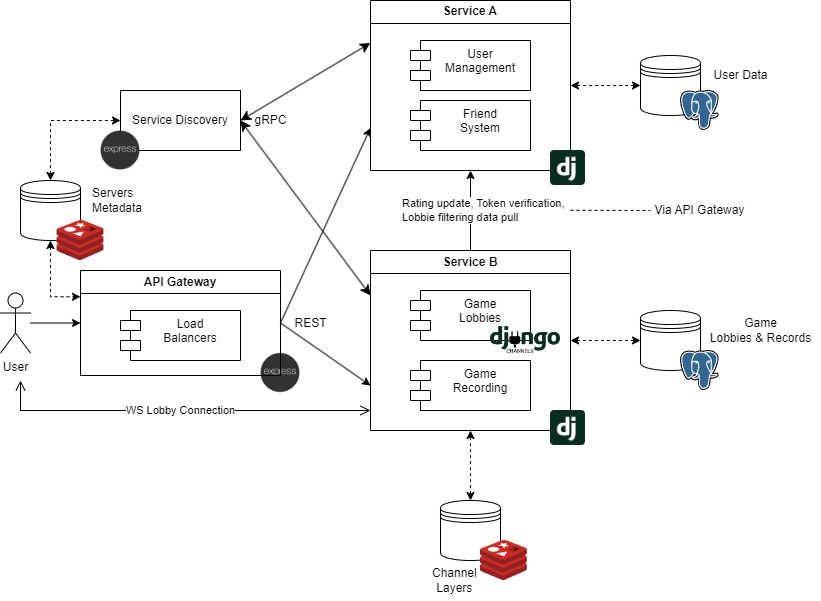 Service A
User
Management
Friend
System
dj
User Data
Service Discovery
gRPC
express
Servers
Metadata
Rating update, Token verification,
Lobbie filtering data pull
Via API Gateway
API Gateway
Load
Balancers
express
REST
User
WS Lobby Connection
Service B
Game
Lobbies
django
CHANNELS
Game
Recording
dj
Game
Lobbies & Records
Channel
Layers